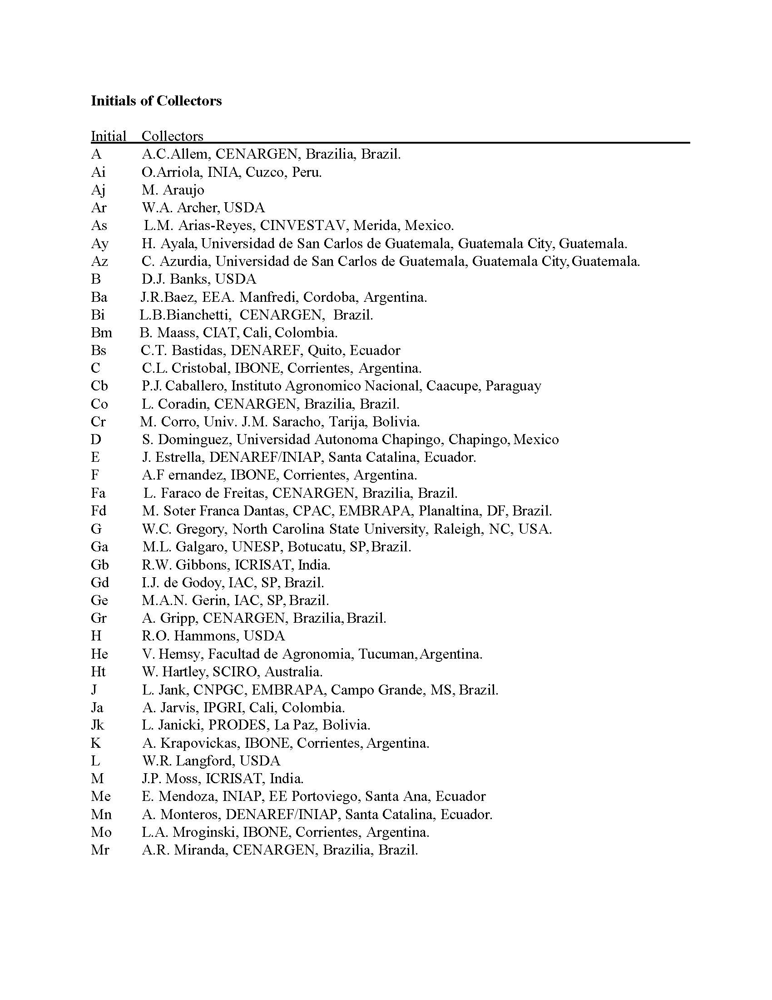 Initials of Collectors
Initial Collectors
A A.C.Allem, CENARGEN, Brazilia, Brazil.
Ai O.Arriola, INIA, Cuzco, Peru.
Aj M. Araujo
Ar W.A. Archer, USDA
As L.M. Arias-Reyes, CINVESTAV, Merida, Mexico.
Ay H. Ayala, Universidad de San Carlos de Guatemala, Guatemala City, Guatemala.
Az C. Azurdia, Universidad de San Carlos de Guatemala, Guatemala City, Guatemala.
B D.J. Banks, USDA
Ba J.R.Baez, EEA. Manfredi, Cordoba, Argentina.
Bi L.B.Bianchetti, CENARGEN, Brazil.
Bm B. Maass, CIAT, Cali, Colombia.
Bs C.T. Bastidas, DENAREF, Quito, Ecuador
C C.L. Cristobal, IBONE, Corrientes, Argentina.
Cb P.J. Caballero, Instituto Agronomico Nacional, Caacupe, Paraguay
Co L. Coradin, CENARGEN, Brazilia, Brazil.
Cr M. Corro, Univ. J.M. Saracho, Tarija, Bolivia.
D S. Dominguez, Universidad Autonoma Chapingo, Chapingo, Mexico
E J. Estrella, DENAREF/INIAP, Santa Catalina, Ecuador.
F A.F ernandez, IBONE, Corrientes, Argentina.
Fa L. Faraco de Freitas, CENARGEN, Brazilia, Brazil.
Fd M. Soter Franca Dantas, CPAC, EMBRAPA, Planaltina, DF, Brazil.
G W.C. Gregory, North Carolina State University, Raleigh, NC, USA.
Ga M.L. Galgaro, UNESP, Botucatu, SP, Brazil.
Gb R.W. Gibbons, ICRISAT, India.
Gd I.J. de Godoy, IAC, SP, Brazil.
Ge M.A.N. Gerin, IAC, SP, Brazil.
Gr A. Gripp, CENARGEN, Brazilia, Brazil.
H R.O. Hammons, USDA
He V. Hemsy, Facultad de Agronomia, Tucuman, Argentina.
Ht W. Hartley, SCIRO, Australia.
J L. Jank, CNPGC, EMBRAPA, Campo Grande, MS, Brazil.
Ja A. Jarvis, IPGRI, Cali, Colombia.
Jk L. Janicki, PRODES, La Paz, Bolivia.
K A. Krapovickas, IBONE, Corrientes, Argentina.
L W.R. Langford, USDA
M J.P. Moss, ICRISAT, India.
Me E. Mendoza, INIAP, EE Portoviego, Santa Ana, Ecuador
Mn A. Monteros, DENAREF/INIAP, Santa Catalina, Ecuador.
Mo L.A. Mroginski, IBONE, Corrientes, Argentina.
Mr A.R. Miranda, CENARGEN, Brazilia, Brazil.